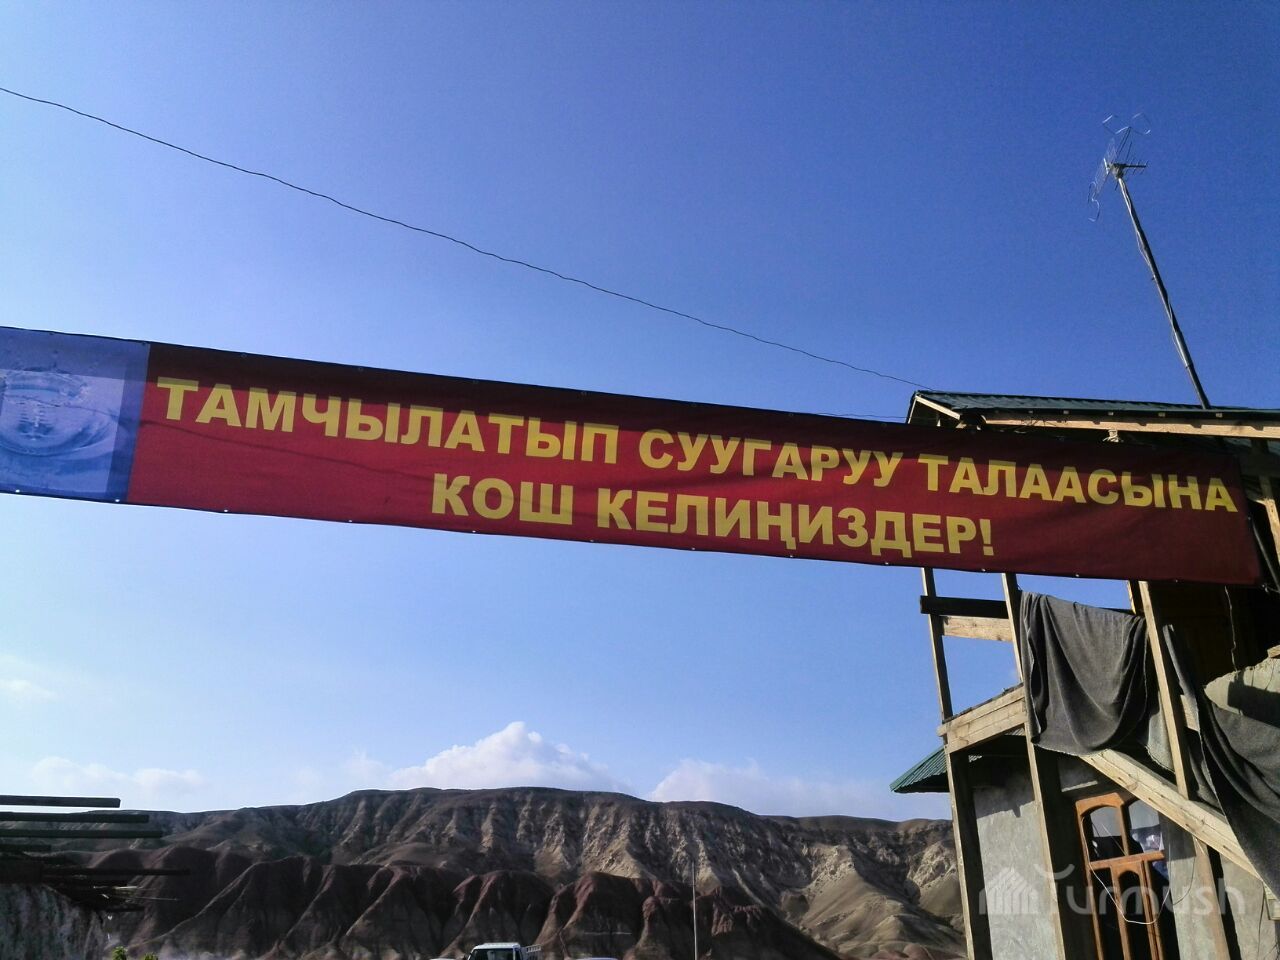 ТАМЧЫЛАТЫП СУУГАРУУ ТАЛААСЫНА
КОШ КЕЛИҢИЗДЕР!
Turmush